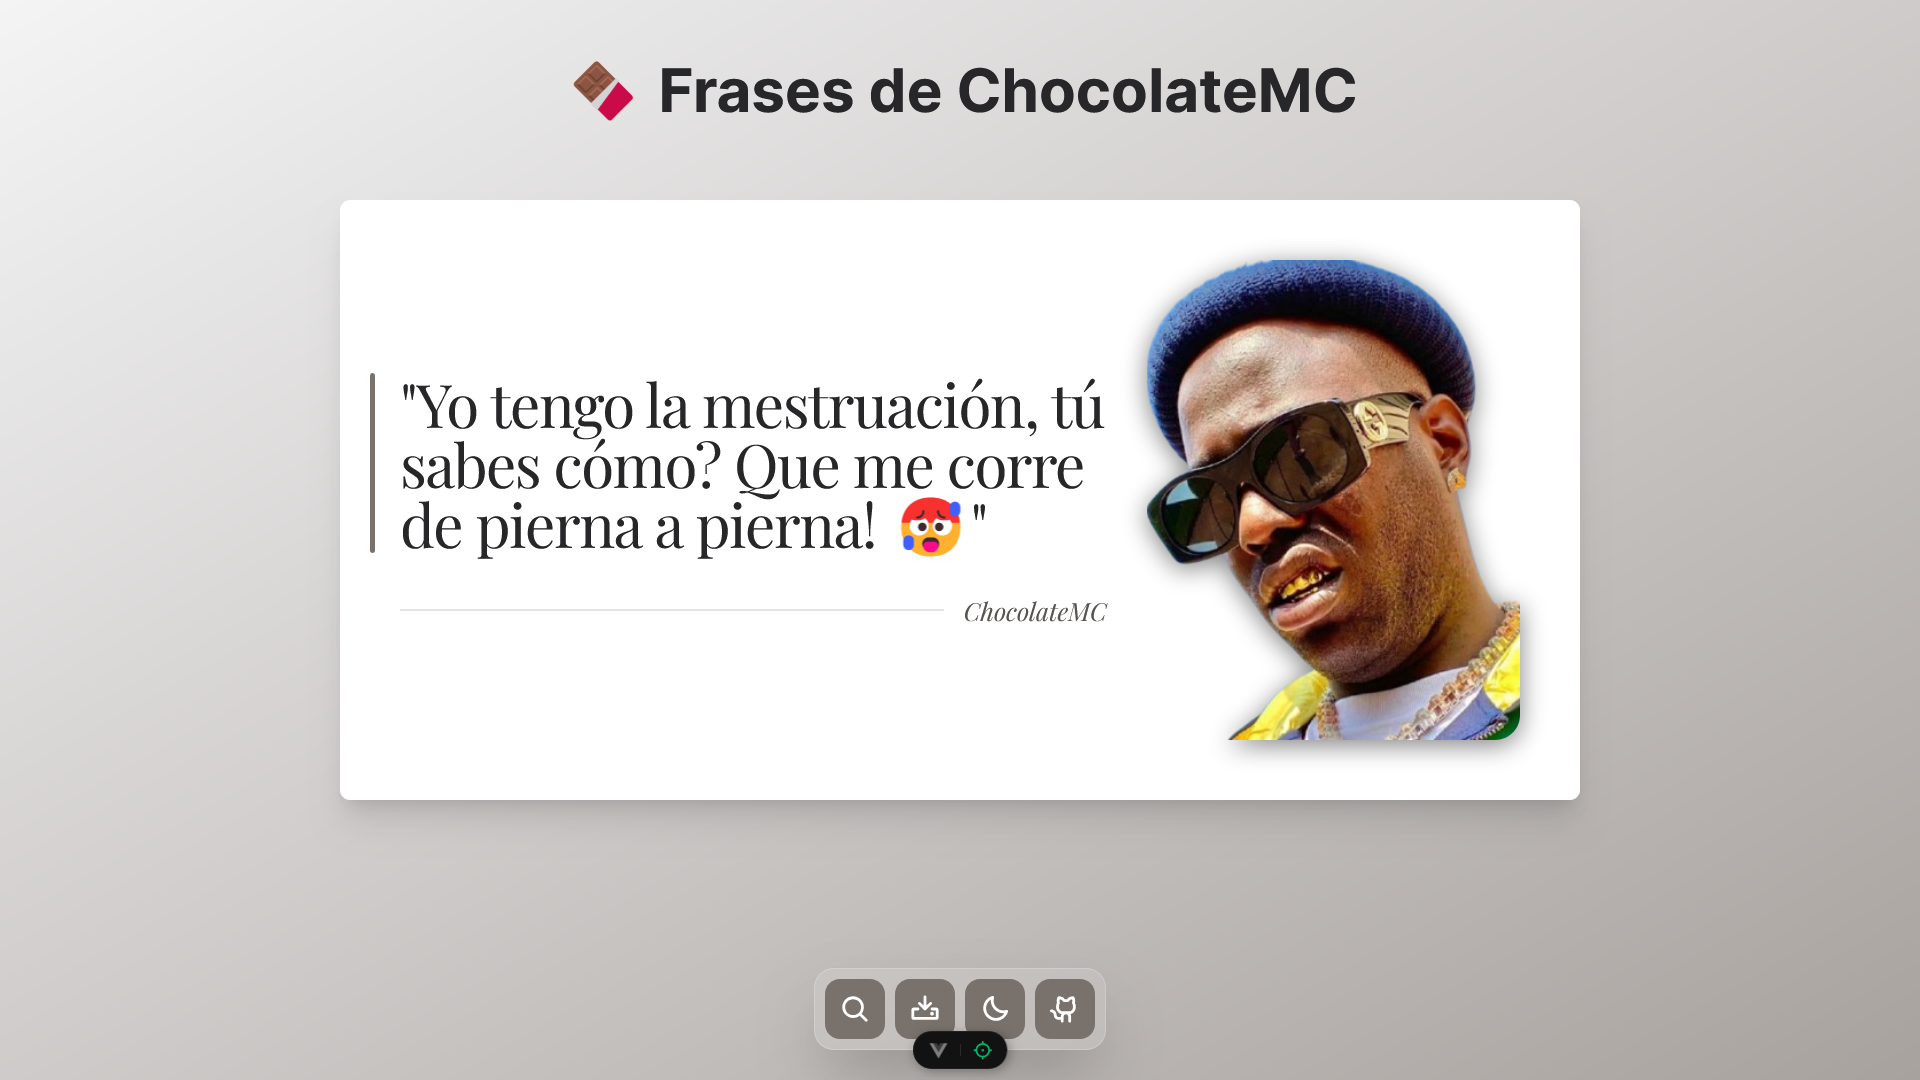 🍫 Frases de ChocolateMC
"Yo tengo la mestruación, tú
sabes cómo? Que me corre
de pierna a pierna! 🥵 "
ChocolateMC